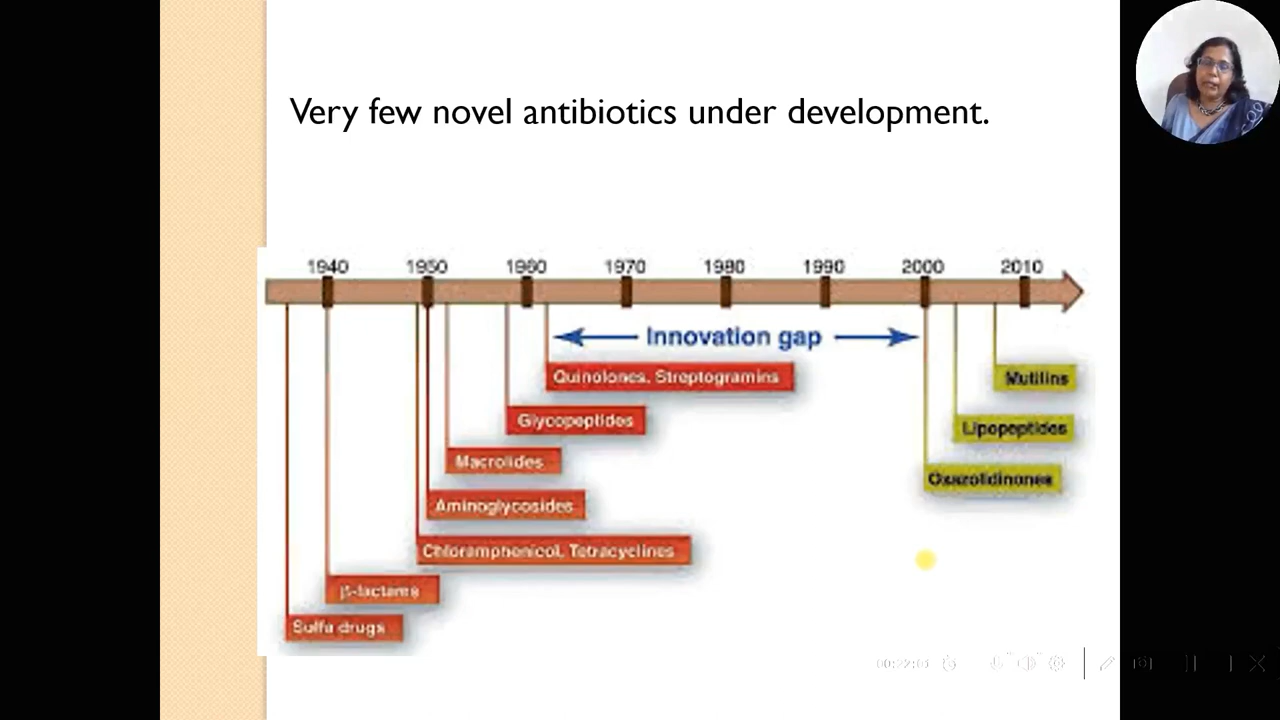 Very few novel antibiotics under development.
1940 1950 1960 1970 1980 1990 2000 2010
Innovation gap
Quinolones, Streptogramins
Mutilins
Glycopeptides
Lipopeptides
Macrolides
Oxazolidinones
Aminoglycosides
Chloramphenicol, Tetracyclines
β-lactams
Sulfa drugs